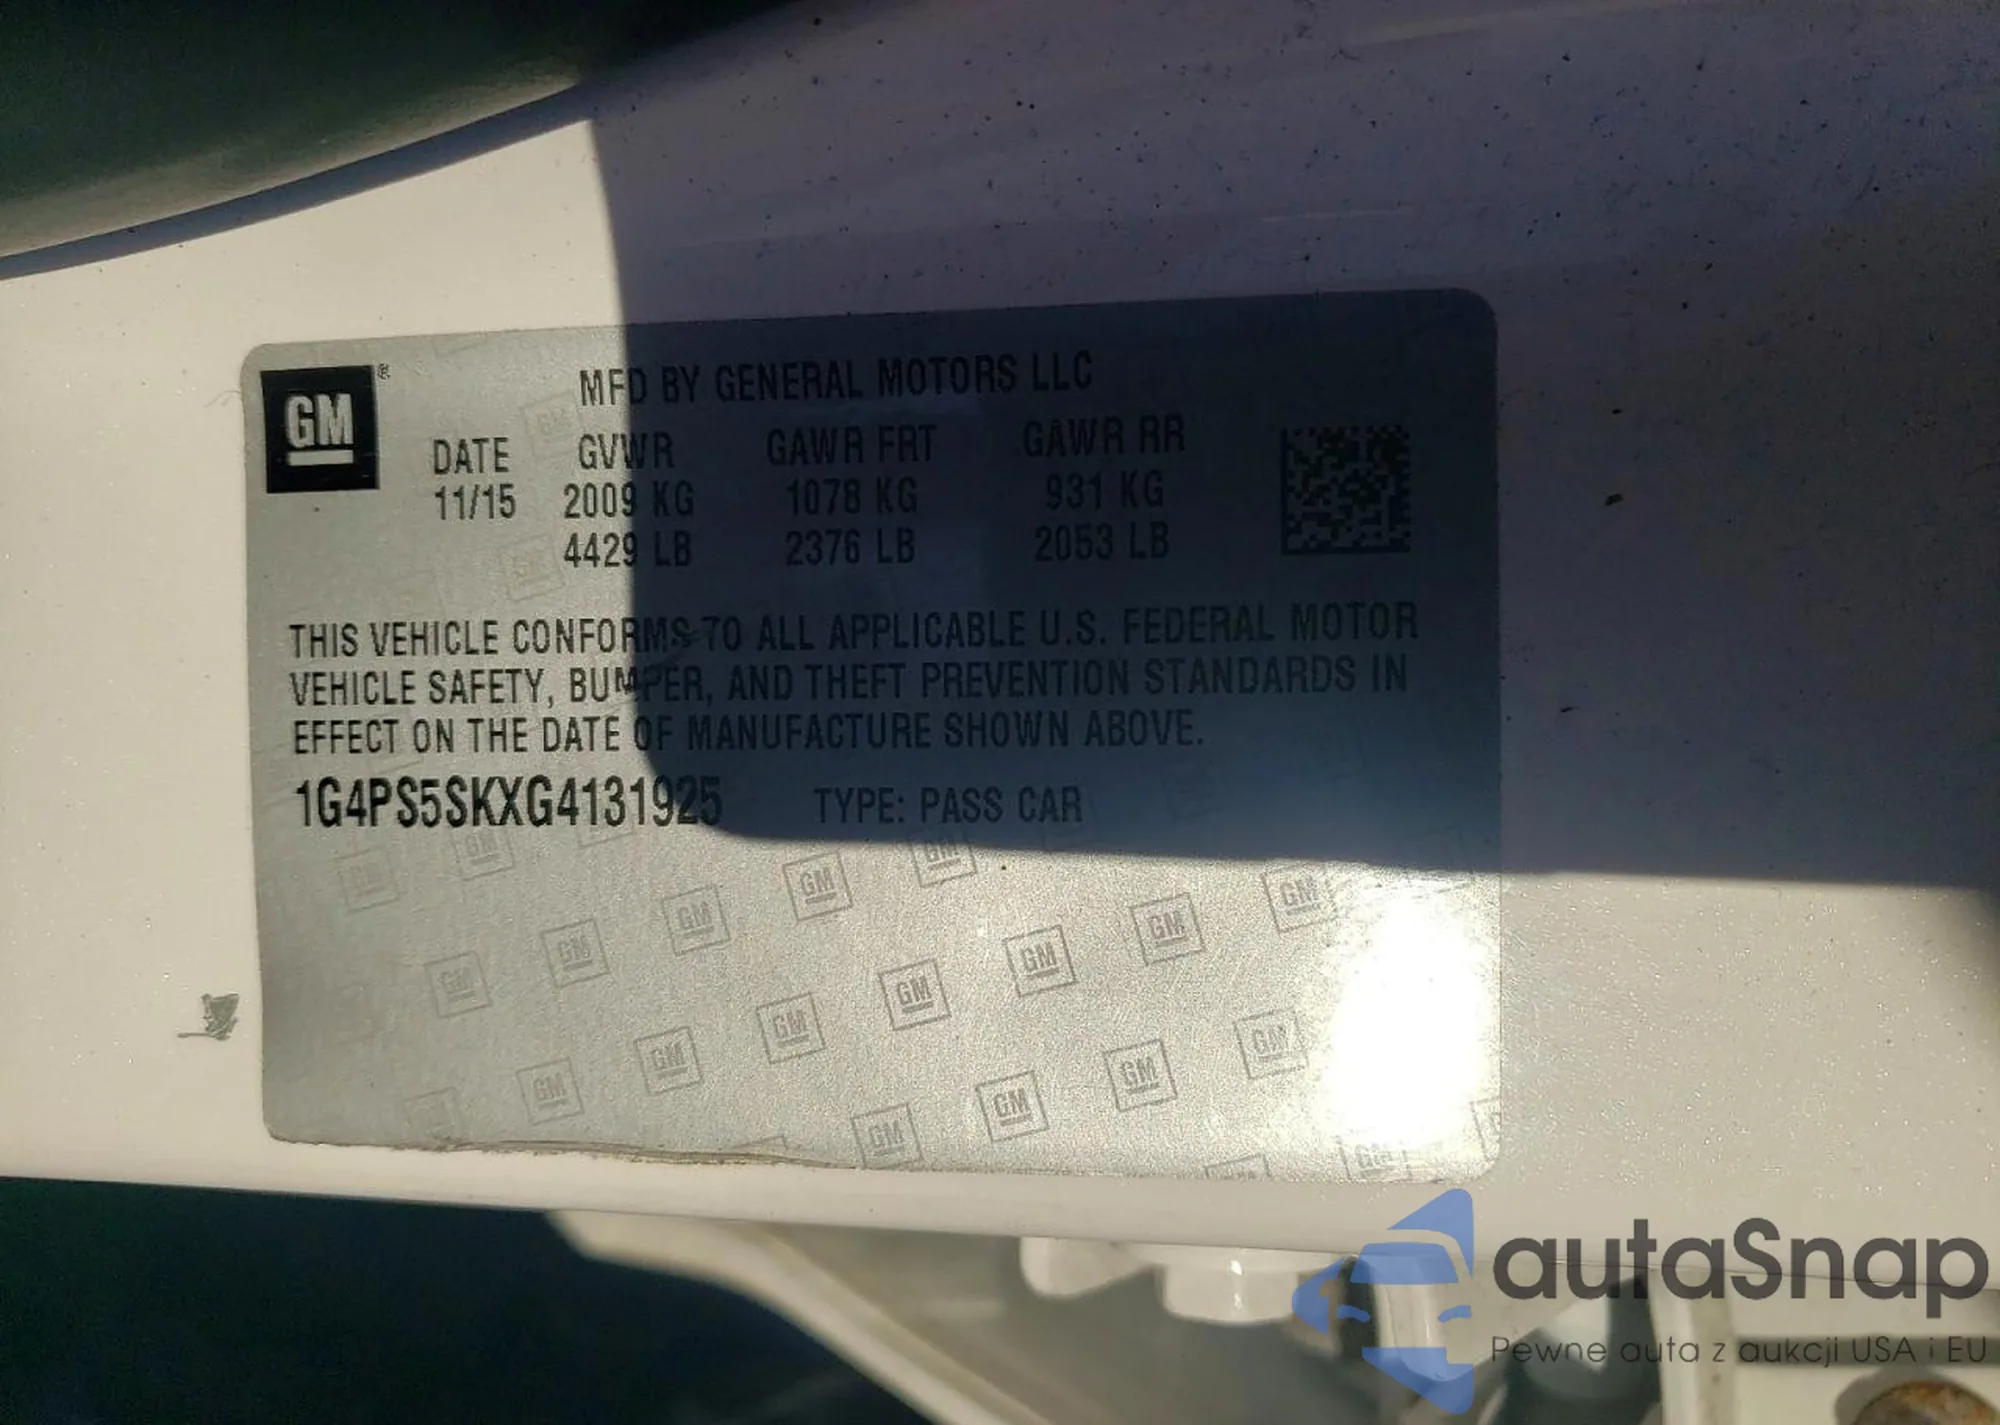 GM ®
MFD BY GENERAL MOTORS LLC
DATE GVWR GAWR FRT GAWR RR
11/15 2009 KG 1078 KG 931 KG
4429 LB 2376 LB 2053 LB
THIS VEHICLE CONFORMS TO ALL APPLICABLE U.S. FEDERAL MOTOR
VEHICLE SAFETY, BUMPER, AND THEFT PREVENTION STANDARDS IN
EFFECT ON THE DATE OF MANUFACTURE SHOWN ABOVE.
1G4PS5SKXG4131925 TYPE: PASS CAR
autaSnap
Pewne auta z aukcji USA i EU